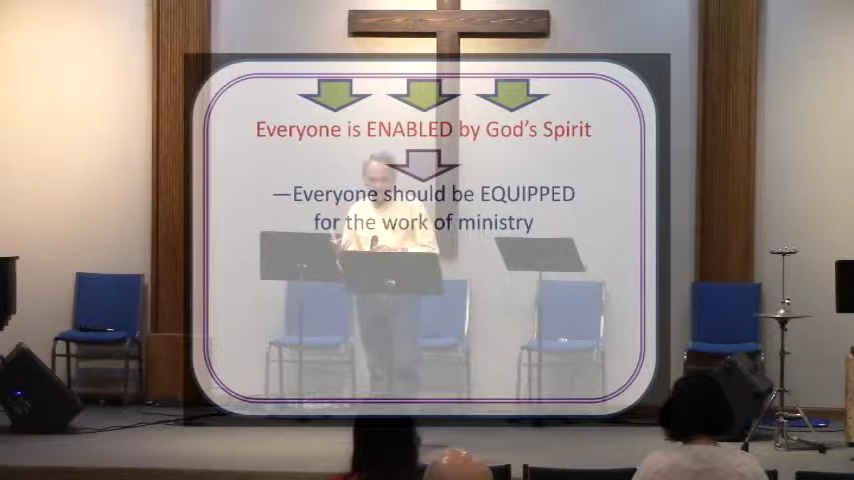 Everyone is ENABLED by God's Spirit
—Everyone should be EQUIPPED
for the work of ministry